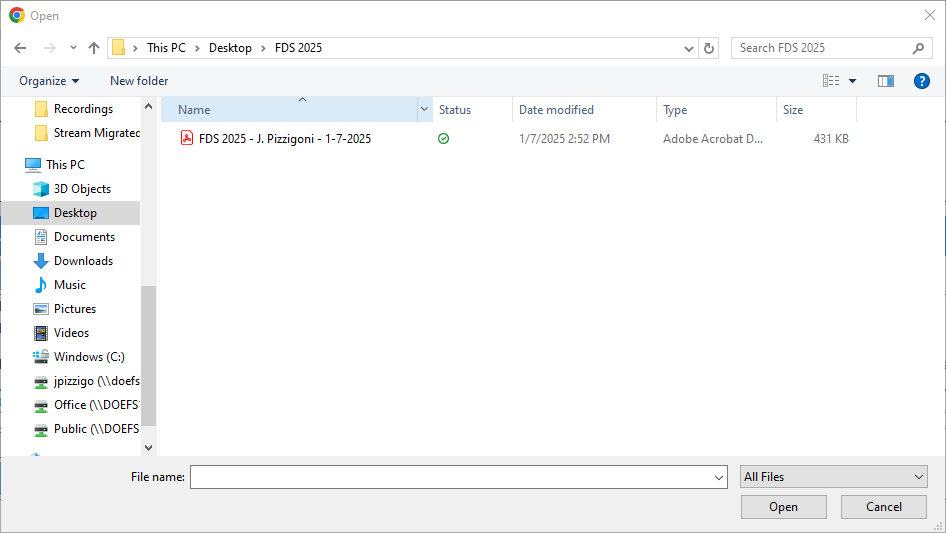 Open
This PC > Desktop > FDS 2025
Search FDS 2025
Organize
New folder
?
Name
Status
Date modified
Type
Size
FDS 2025 - J. Pizzigoni - 1-7-2025
1/7/2025 2:52 PM
Adobe Acrobat D...
431 KB
Recordings
Stream Migrated
This PC
3D Objects
Desktop
Documents
Downloads
Music
Pictures
Videos
Windows (C:)
jpizzigo (\\doefs
Office (\\DOEFS
Public (\\DOEFS
File name:
All Files
Open
Cancel